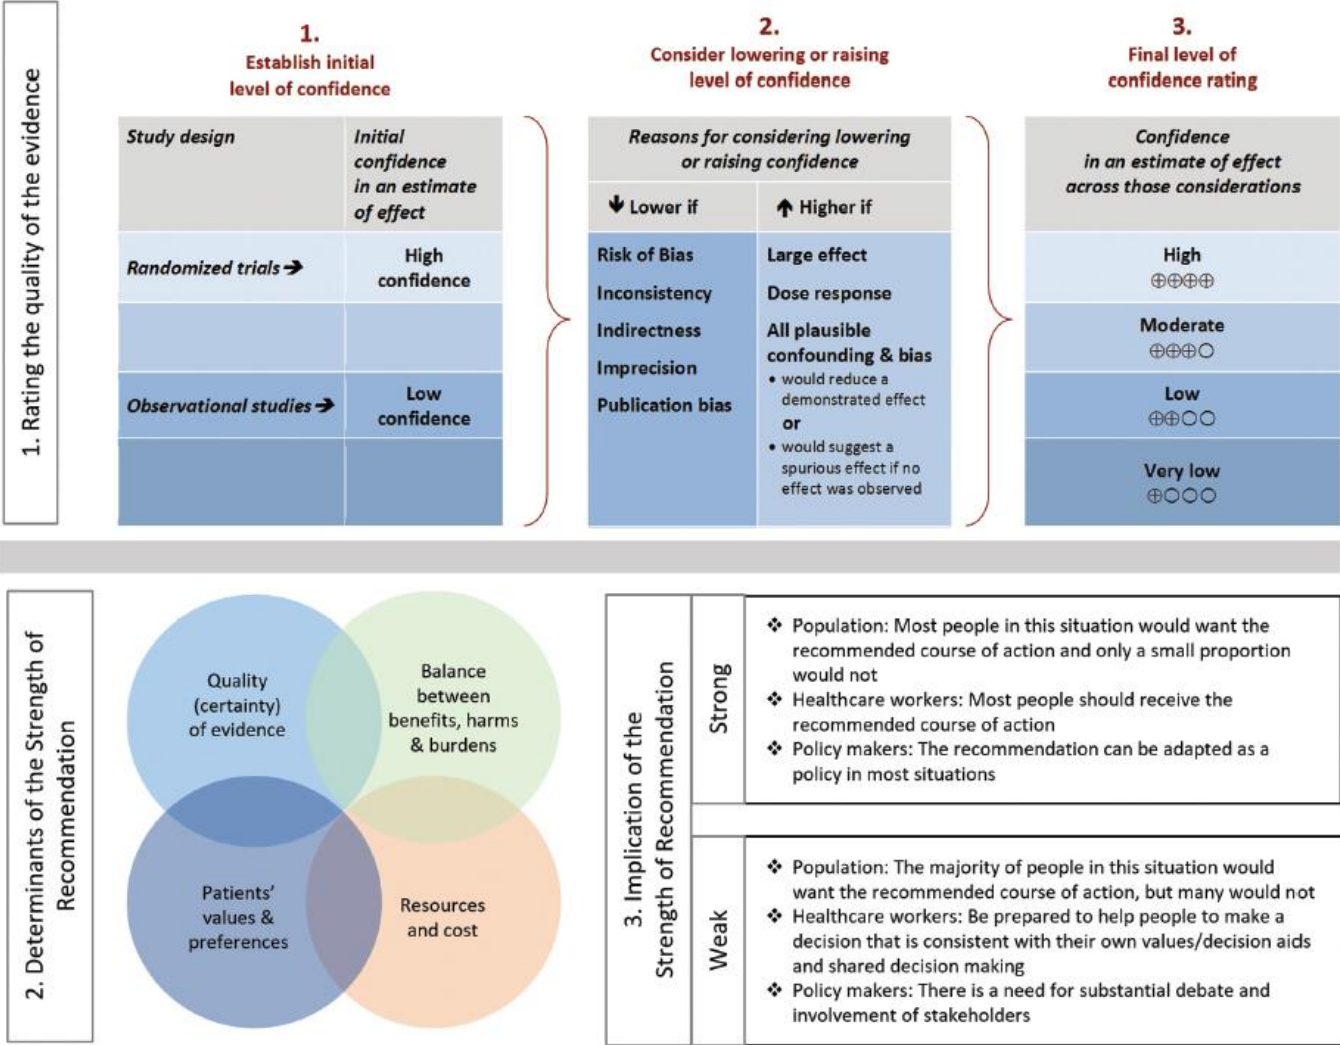 1. Rating the quality of the evidence
1.
Establish initial
level of confidence
Study design
Initial
confidence
in an estimate
of effect
Randomized trials ➔
High
confidence
Observational studies ➔
Low
confidence
2.
Consider lowering or raising
level of confidence
Reasons for considering lowering
or raising confidence
🡻 Lower if
🡹 Higher if
Risk of Bias
Inconsistency
Indirectness
Imprecision
Publication bias
Large effect
Dose response
All plausible
confounding & bias
• would reduce a
demonstrated effect
or
• would suggest a
spurious effect if no
effect was observed
3.
Final level of
confidence rating
Confidence
in an estimate of effect
across those considerations
High
⊕⊕⊕⊕
Moderate
⊕⊕⊕○
Low
⊕⊕○○
Very low
⊕○○○
2. Determinants of the Strength of
Recommendation
Quality
(certainty)
of evidence
Balance
between
benefits, harms
& burdens
Patients'
values &
preferences
Resources
and cost
3. Implication of the
Strength of Recommendation
Strong
❖ Population: Most people in this situation would want the
recommended course of action and only a small proportion
would not
❖ Healthcare workers: Most people should receive the
recommended course of action
❖ Policy makers: The recommendation can be adapted as a
policy in most situations
Weak
❖ Population: The majority of people in this situation would
want the recommended course of action, but many would not
❖ Healthcare workers: Be prepared to help people to make a
decision that is consistent with their own values/decision aids
and shared decision making
❖ Policy makers: There is a need for substantial debate and
involvement of stakeholders